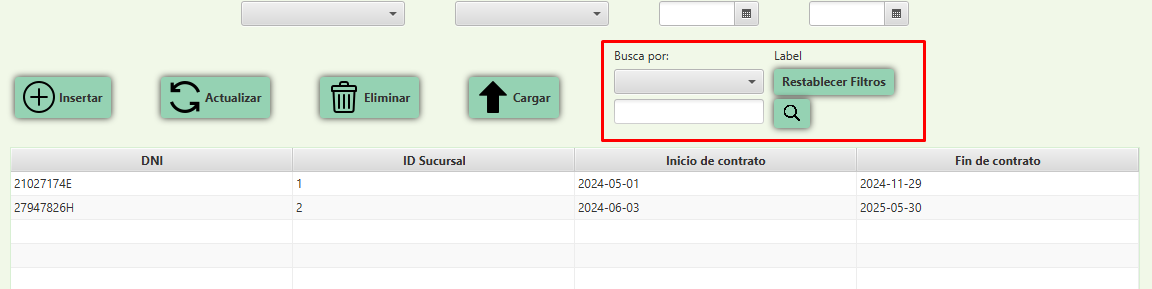 Busca por:
Label
Restablecer Filtros
Insertar
Actualizar
Eliminar
Cargar
DNI
ID Sucursal
Inicio de contrato
Fin de contrato
21027174E
1
2024-05-01
2024-11-29
27947826H
2
2024-06-03
2025-05-30